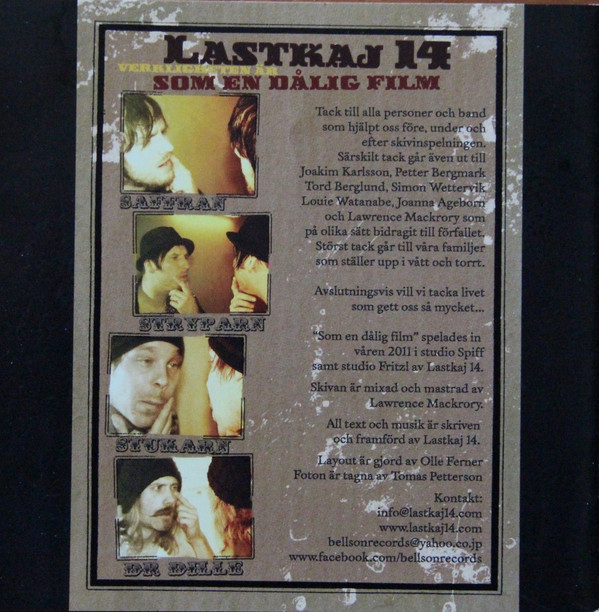 LASTKAJ 14
VERKLIGHETEN ÄR
SOM EN DÅLIG FILM
Tack till alla personer och band
som hjälpt oss före, under och
efter skivinspelningen.
Särskilt tack går även ut till
Joakim Karlsson, Petter Bergmark
Tord Berglund, Simon Wettervik
Louie Watanabe, Joanna Ageborn
och Lawrence Mackrory som
på olika sätt bidragit till förfallet.
Störst tack går till våra familjer
som ställer upp i vått och torrt.
Avslutningsvis vill vi tacka livet
som gett oss så mycket...
"Som en dålig film" spelades in
våren 2011 i studio Spiff
samt studio Fritzl av Lastkaj 14.
Skivan är mixad och mastrad av
Lawrence Mackrory.
All text och musik är skriven
och framförd av Lastkaj 14.
Layout är gjord av Olle Ferner
Foton är tagna av Tomas Petterson
Kontakt:
info@lastkaj14.com
www.lastkaj14.com
bellsonrecords@yahoo.co.jp
www.facebook.com/bellsonrecords
SAFFRAN
STRYPARN
STUKARN
DR DILLE